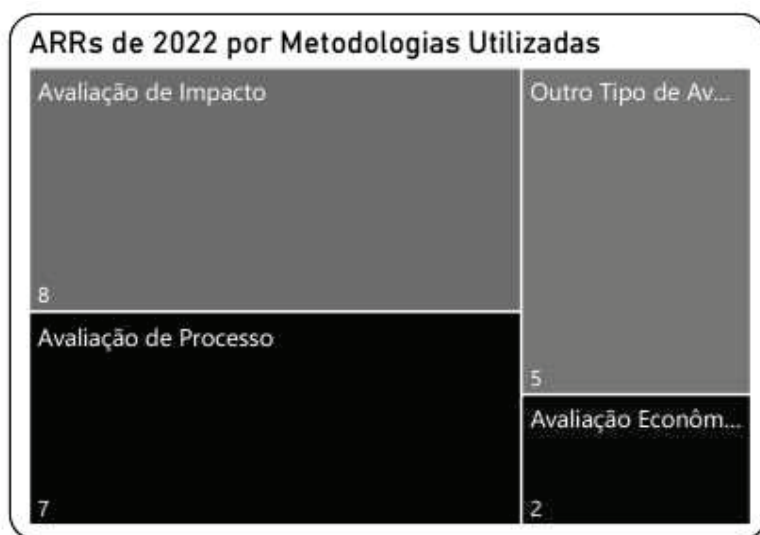 ARRs de 2022 por Metodologias Utilizadas
Avaliação de Impacto
8
Outro Tipo de Av...
5
Avaliação de Processo
7
Avaliação Econôm...
2